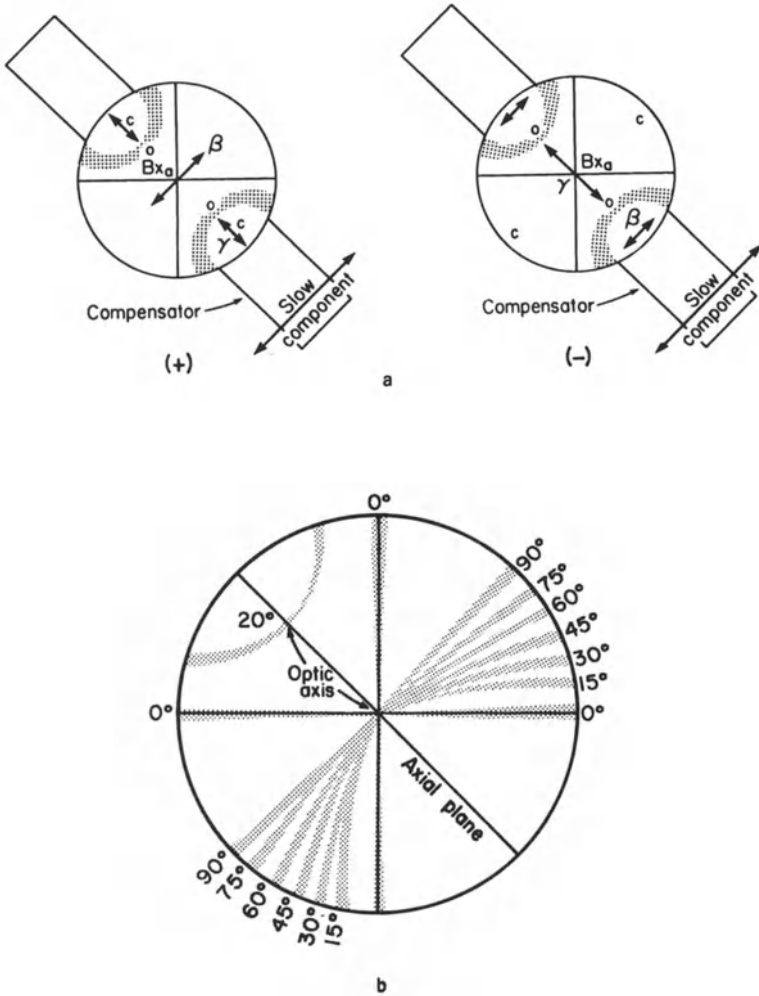 c
o
Bxa
β
o
c
γ
Compensator
Slow
component
(+)
c
o
Bxa
γ
o
β
c
Compensator
Slow
component
(-)
a
0°
90°
75°
60°
45°
30°
15°
0°
20°
Optic
axis
0°
Axial plane
90°
75°
60°
45°
30°
15°
b